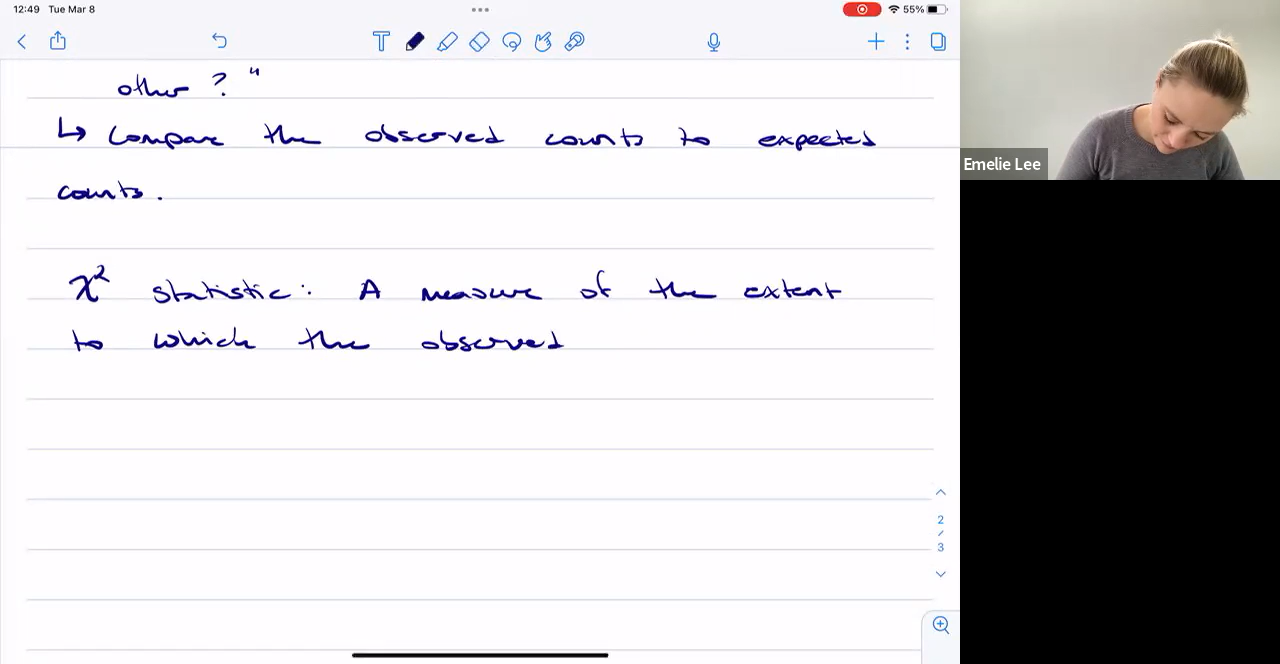 12:49 Tue Mar 8
55%
other ? "
↳ Compare the observed counts to expected
counts.
χ² statistic: A measure of the extent
to which the observed
2
/
3
Emelie Lee